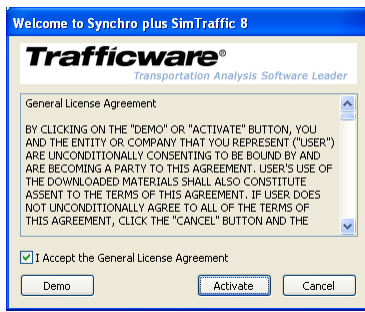 Welcome to Synchro plus SimTraffic 8
Trafficware®
Transportation Analysis Software Leader
General License Agreement
BY CLICKING ON THE "DEMO" OR "ACTIVATE" BUTTON, YOU
AND THE ENTITY OR COMPANY THAT YOU REPRESENT ("USER")
ARE UNCONDITIONALLY CONSENTING TO BE BOUND BY AND
ARE BECOMING A PARTY TO THIS AGREEMENT. USER'S USE OF
THE DOWNLOADED MATERIALS SHALL ALSO CONSTITUTE
ASSENT TO THE TERMS OF THIS AGREEMENT. IF USER DOES
NOT UNCONDITIONALLY AGREE TO ALL OF THE TERMS OF
THIS AGREEMENT, CLICK THE "CANCEL" BUTTON AND THE
I Accept the General License Agreement
Demo Activate Cancel